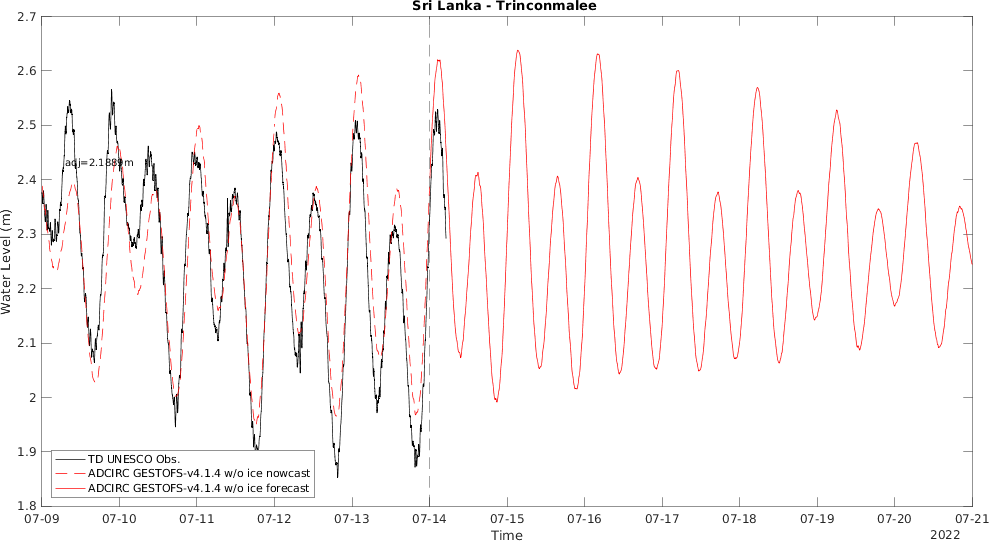 Sri Lanka - Trinconmalee
2.7
2.6
2.5
2.4
2.3
2.2
2.1
2
1.9
1.8
Water Level (m)
adj=2.1889m
TD UNESCO Obs.
ADCIRC GESTOFS-v4.1.4 w/o ice nowcast
ADCIRC GESTOFS-v4.1.4 w/o ice forecast
07-09 07-10 07-11 07-12 07-13 07-14 07-15 07-16 07-17 07-18 07-19 07-20 07-21
Time
2022